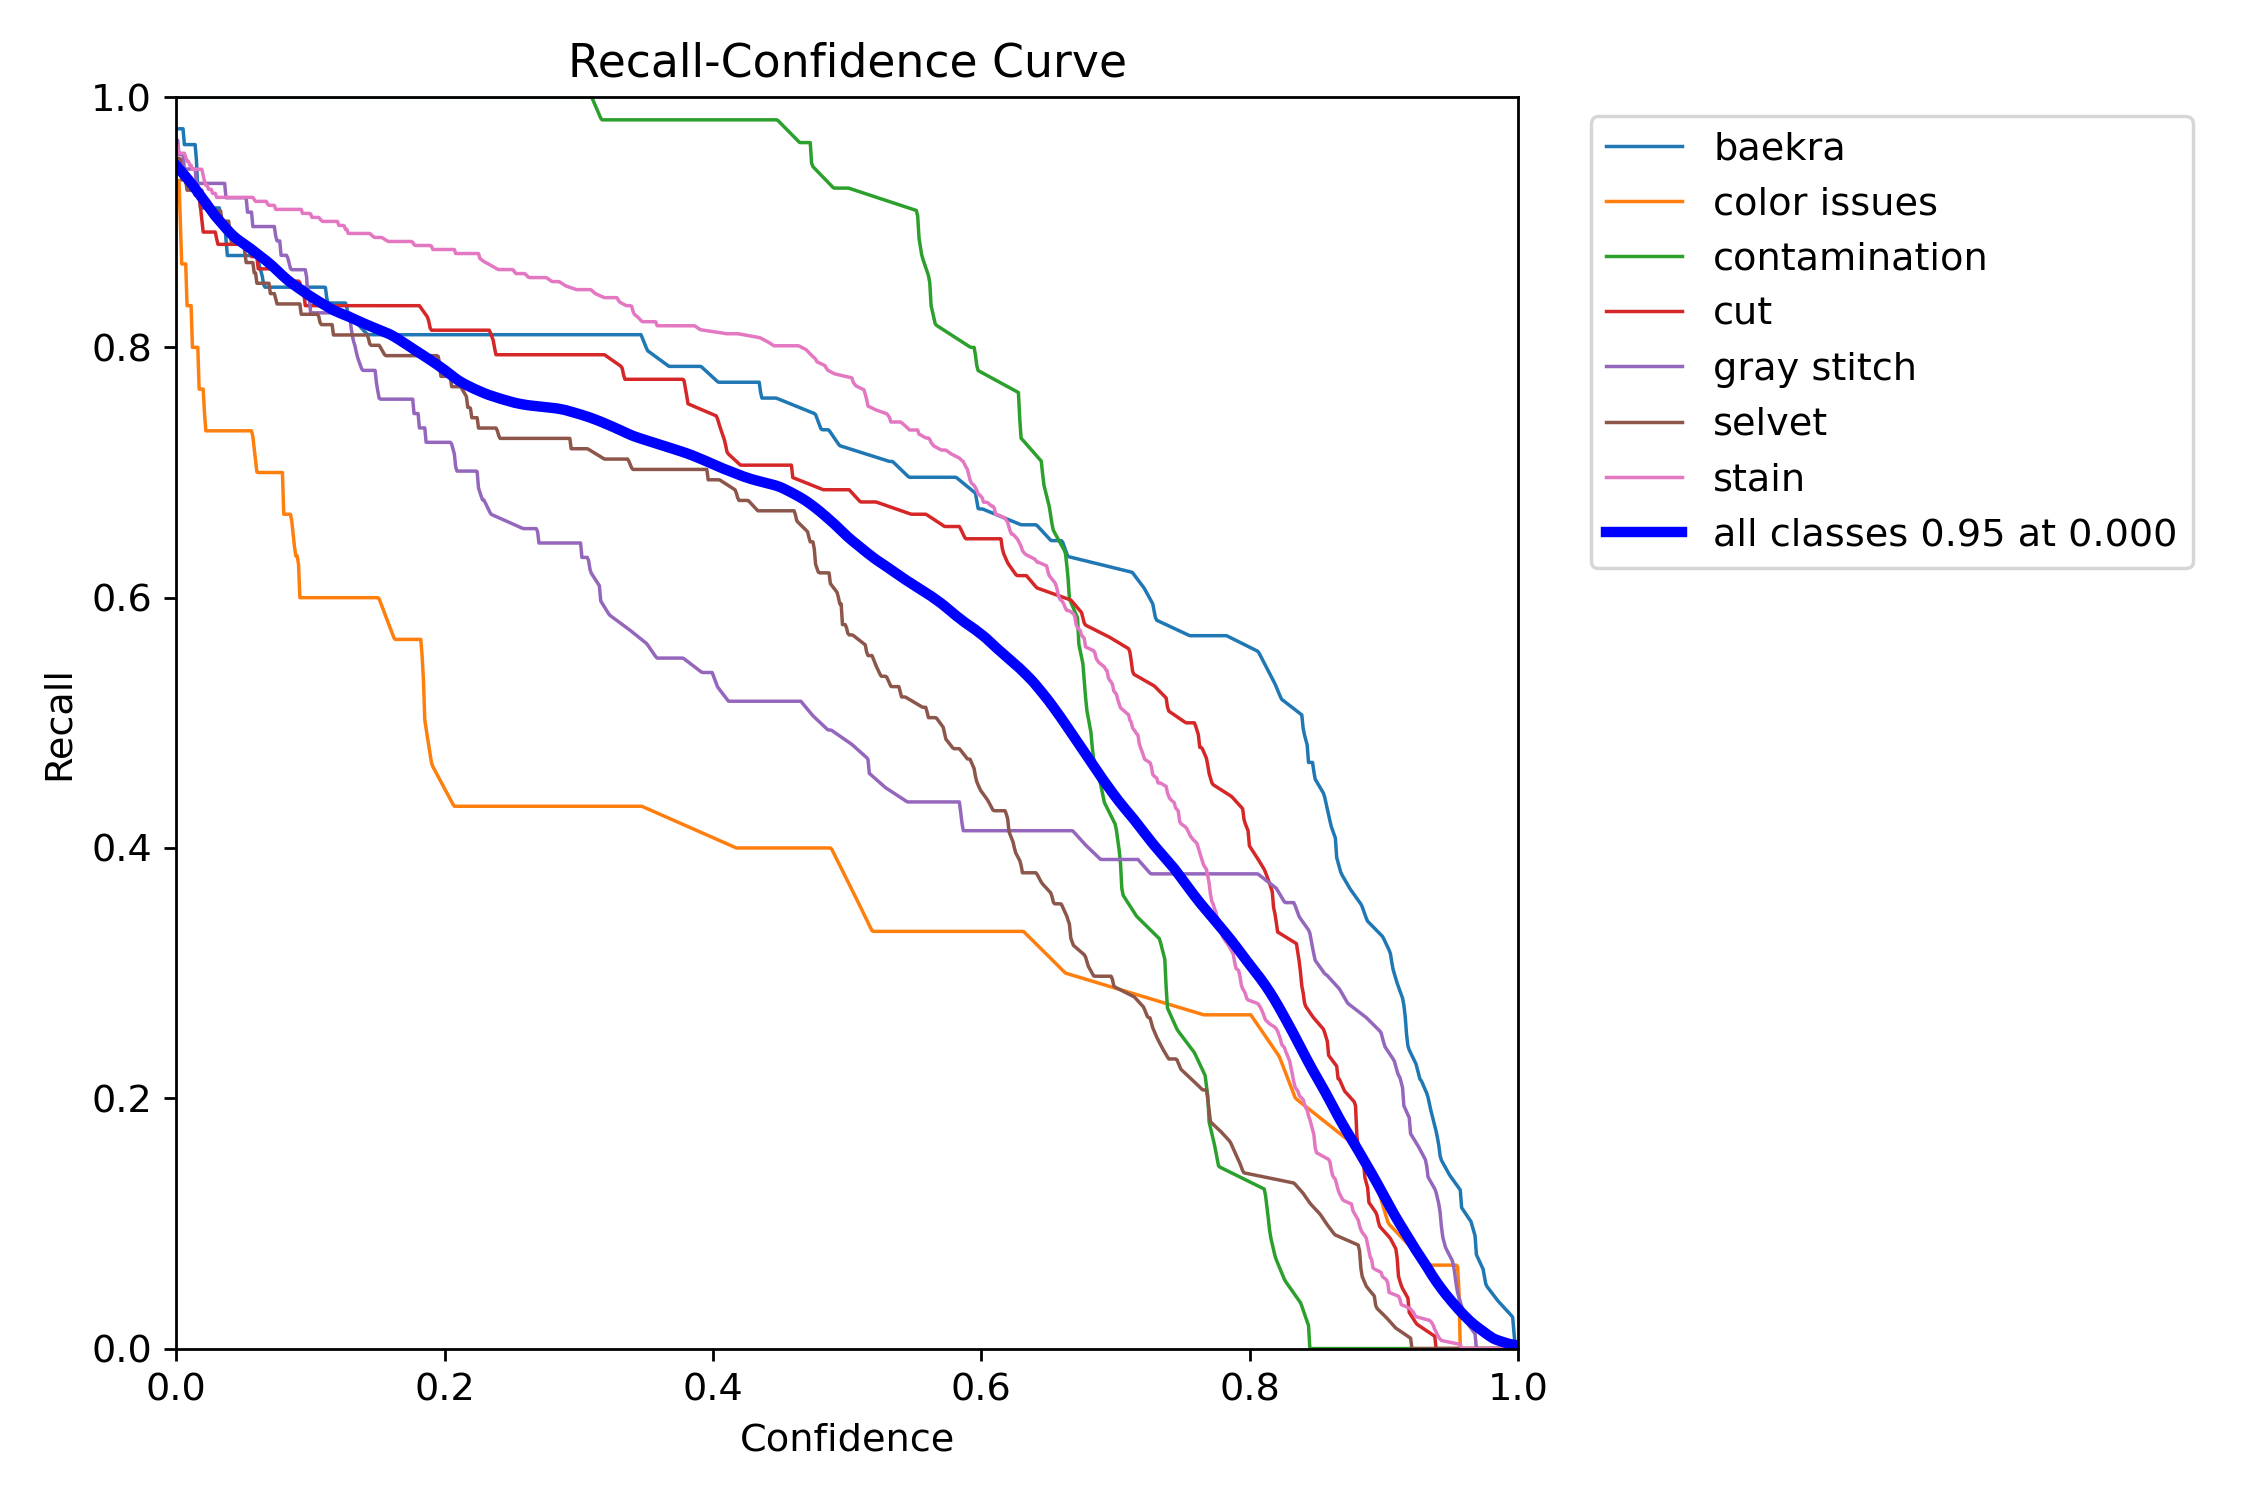 Recall-Confidence Curve
1.0
0.8
0.6
0.4
0.2
0.0
Recall
0.0 0.2 0.4 0.6 0.8 1.0
Confidence
baekra
color issues
contamination
cut
gray stitch
selvet
stain
all classes 0.95 at 0.000